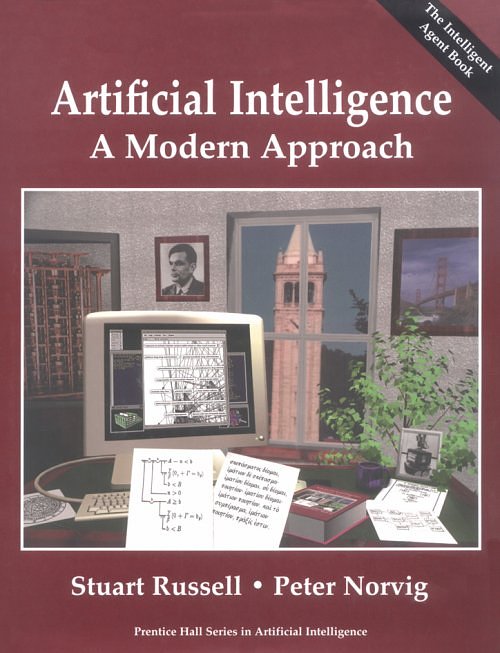 The Intelligent
Agent Book
Artificial Intelligence
A Modern Approach
Stuart Russell • Peter Norvig
Prentice Hall Series in Artificial Intelligence